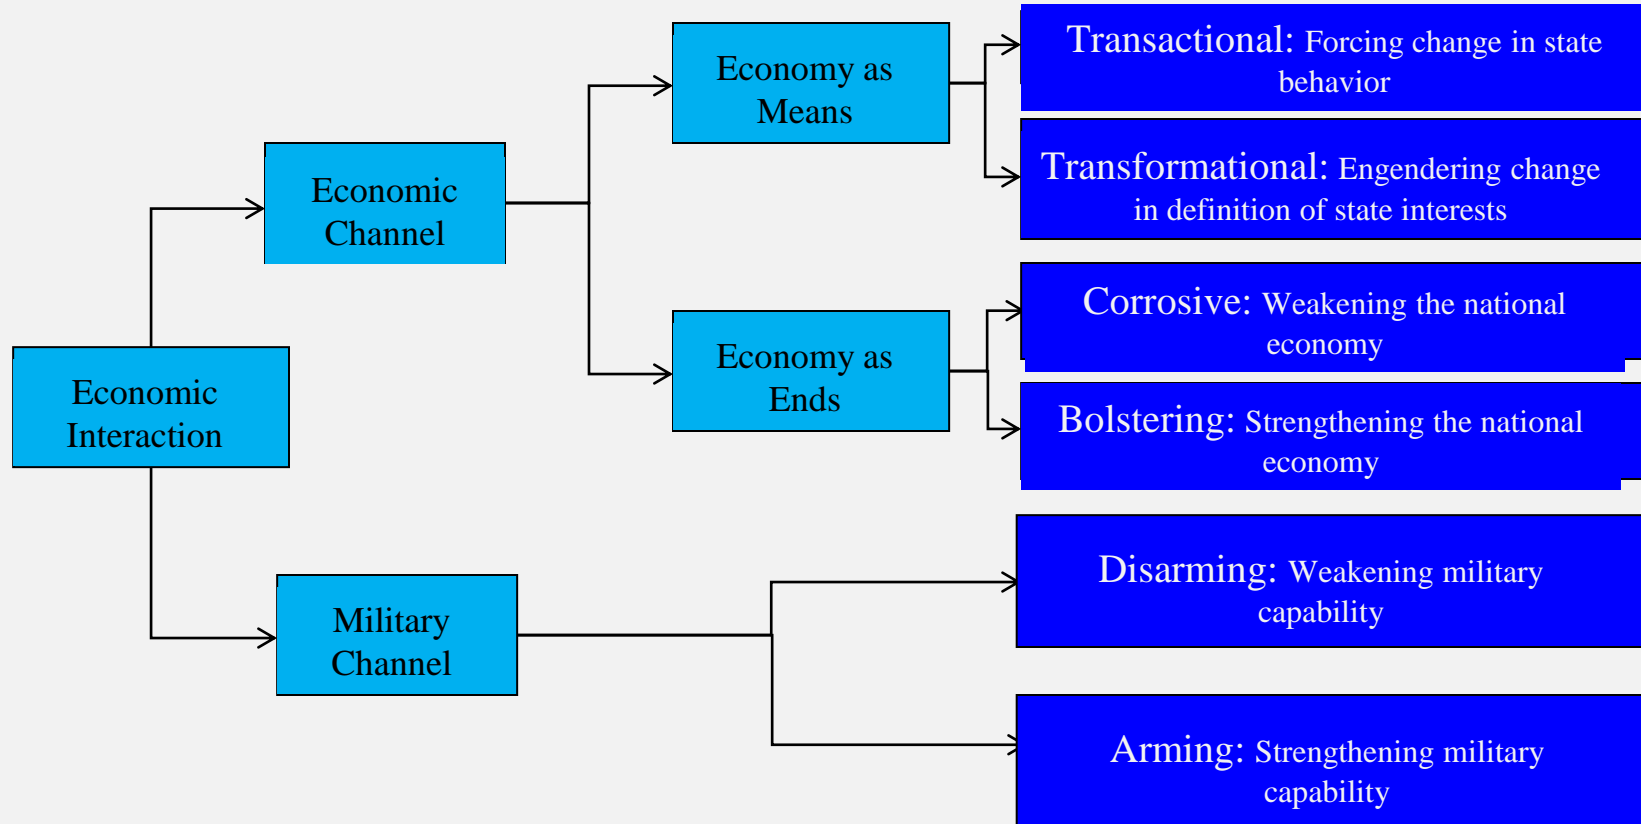 Economic
Interaction
Economic
Channel
Military
Channel
Economy as
Means
Economy as
Ends
Transactional: Forcing change in state
behavior
Transformational: Engendering change
in definition of state interests
Corrosive: Weakening the national
economy
Bolstering: Strengthening the national
economy
Disarming: Weakening military
capability
Arming: Strengthening military
capability